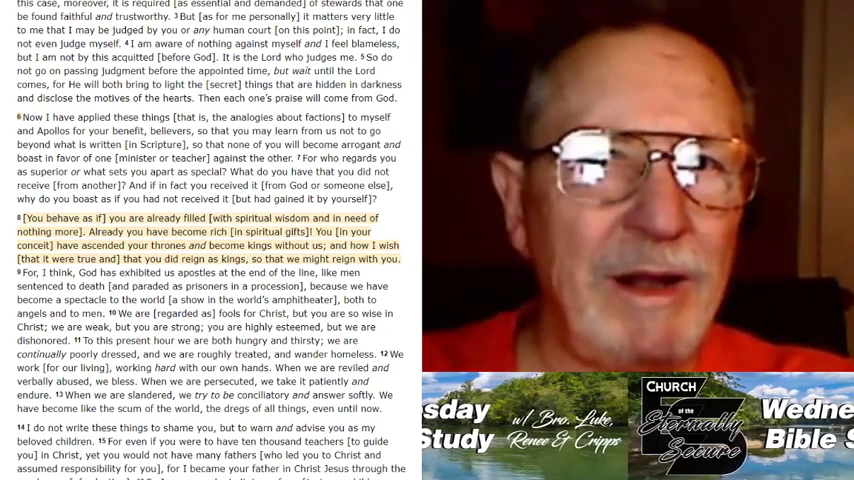 this case, moreover, it is required [as essential and demanded] of stewards that one
be found faithful and trustworthy. 3 But [as for me personally] it matters very little
to me that I may be judged by you or any human court [on this point]; in fact, I do
not even judge myself. 4 I am aware of nothing against myself and I feel blameless,
but I am not by this acquitted [before God]. It is the Lord who judges me. 5 So do
not go on passing judgment before the appointed time, but wait until the Lord
comes, for He will both bring to light the [secret] things that are hidden in darkness
and disclose the motives of the hearts. Then each one's praise will come from God.
6 Now I have applied these things [that is, the analogies about factions] to myself
and Apollos for your benefit, believers, so that you may learn from us not to go
beyond what is written [in Scripture], so that none of you will become arrogant and
boast in favor of one [minister or teacher] against the other. 7 For who regards you
as superior or what sets you apart as special? What do you have that you did not
receive [from another]? And if in fact you received it [from God or someone else],
why do you boast as if you had not received it [but had gained it by yourself]?
8 [You behave as if] you are already filled [with spiritual wisdom and in need of
nothing more]. Already you have become rich [in spiritual gifts]! You [in your
conceit] have ascended your thrones and become kings without us; and how I wish
[that it were true and] that you did reign as kings, so that we might reign with you.
9 For, I think, God has exhibited us apostles at the end of the line, like men
sentenced to death [and paraded as prisoners in a procession], because we have
become a spectacle to the world [a show in the world's amphitheater], both to
angels and to men. 10 We are [regarded as] fools for Christ, but you are so wise in
Christ; we are weak, but you are strong; you are highly esteemed, but we are
dishonored. 11 To this present hour we are both hungry and thirsty; we are
continually poorly dressed, and we are roughly treated, and wander homeless. 12 We
work [for our living], working hard with our own hands. When we are reviled and
verbally abused, we bless. When we are persecuted, we take it patiently and
endure. 13 When we are slandered, we try to be conciliatory and answer softly. We
have become like the scum of the world, the dregs of all things, even until now.
14 I do not write these things to shame you, but to warn and advise you as my
beloved children. 15 For even if you were to have ten thousand teachers [to guide
you] in Christ, yet you would not have many fathers [who led you to Christ and
assumed responsibility for you], for I became your father in Christ Jesus through the
sday
Study
w/ Bro. Luke,
Renee & Cripps
CHURCH
of the
Eternally
Secure
Wedne
Bible S